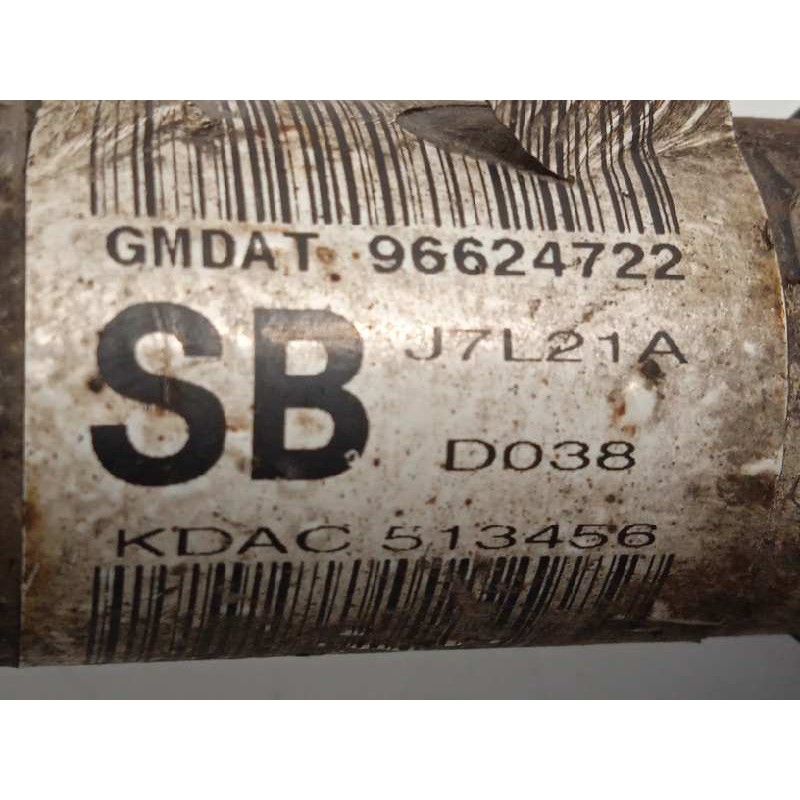 GMDAT 96624722
SB
J7L21A
D038
KDAC 513456